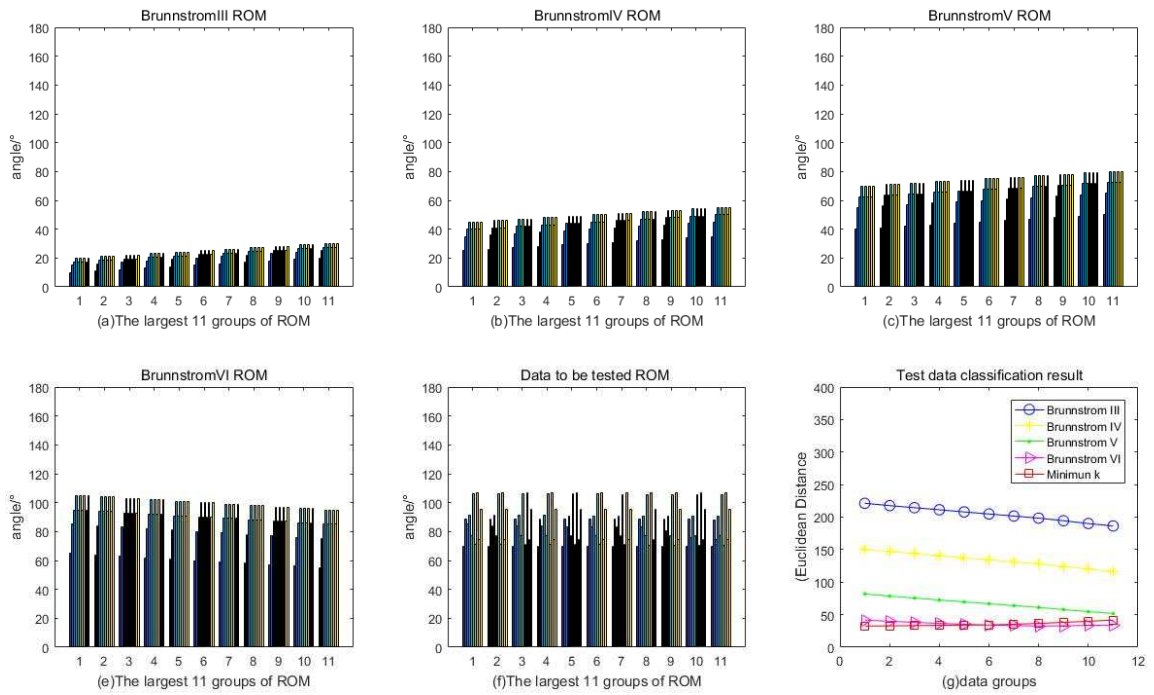 BrunnstromIII ROM
180
160
140
120
100
80
60
40
20
0
angle/°
1 2 3 4 5 6 7 8 9 10 11
(a)The largest 11 groups of ROM
BrunnstromIV ROM
180
160
140
120
100
80
60
40
20
0
angle/°
1 2 3 4 5 6 7 8 9 10 11
(b)The largest 11 groups of ROM
BrunnstromV ROM
180
160
140
120
100
80
60
40
20
0
angle/°
1 2 3 4 5 6 7 8 9 10 11
(c)The largest 11 groups of ROM
BrunnstromVI ROM
180
160
140
120
100
80
60
40
20
0
angle/°
1 2 3 4 5 6 7 8 9 10 11
(e)The largest 11 groups of ROM
Data to be tested ROM
180
160
140
120
100
80
60
40
20
0
angle/°
1 2 3 4 5 6 7 8 9 10 11
(f)The largest 11 groups of ROM
Test data classification result
400
350
300
250
200
150
100
50
0
(Euclidean Distance
Brunnstrom III
Brunnstrom IV
Brunnstrom V
Brunnstrom VI
Minimun k
0 2 4 6 8 10 12
(g)data groups